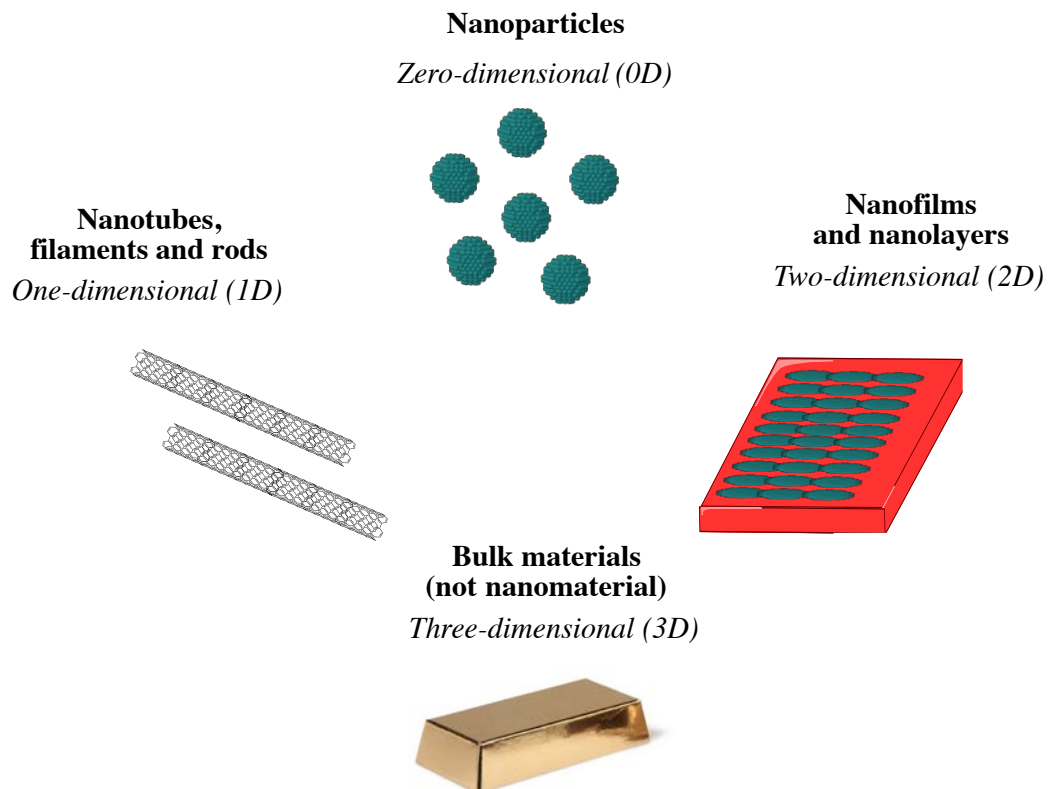 Nanoparticles
Zero-dimensional (0D)
Nanotubes,
filaments and rods
One-dimensional (1D)
Nanofilms
and nanolayers
Two-dimensional (2D)
Bulk materials
(not nanomaterial)
Three-dimensional (3D)